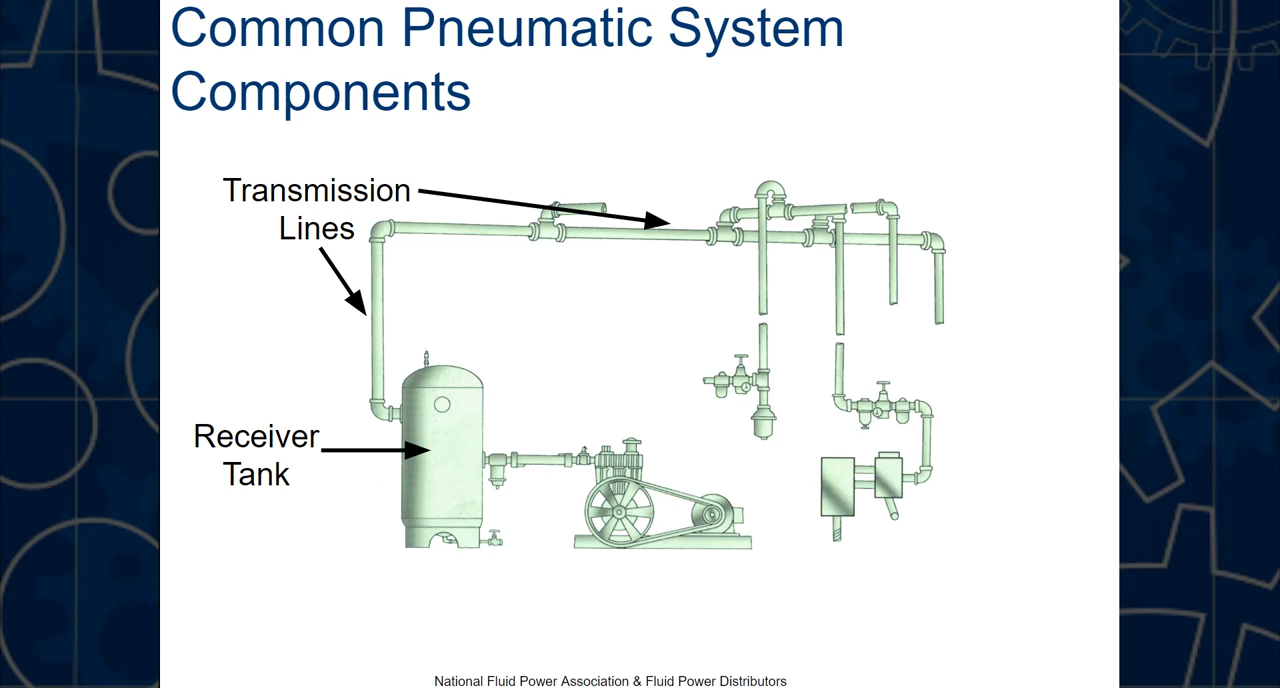 Common Pneumatic System
Components
Transmission
Lines
Receiver
Tank
National Fluid Power Association & Fluid Power Distributors